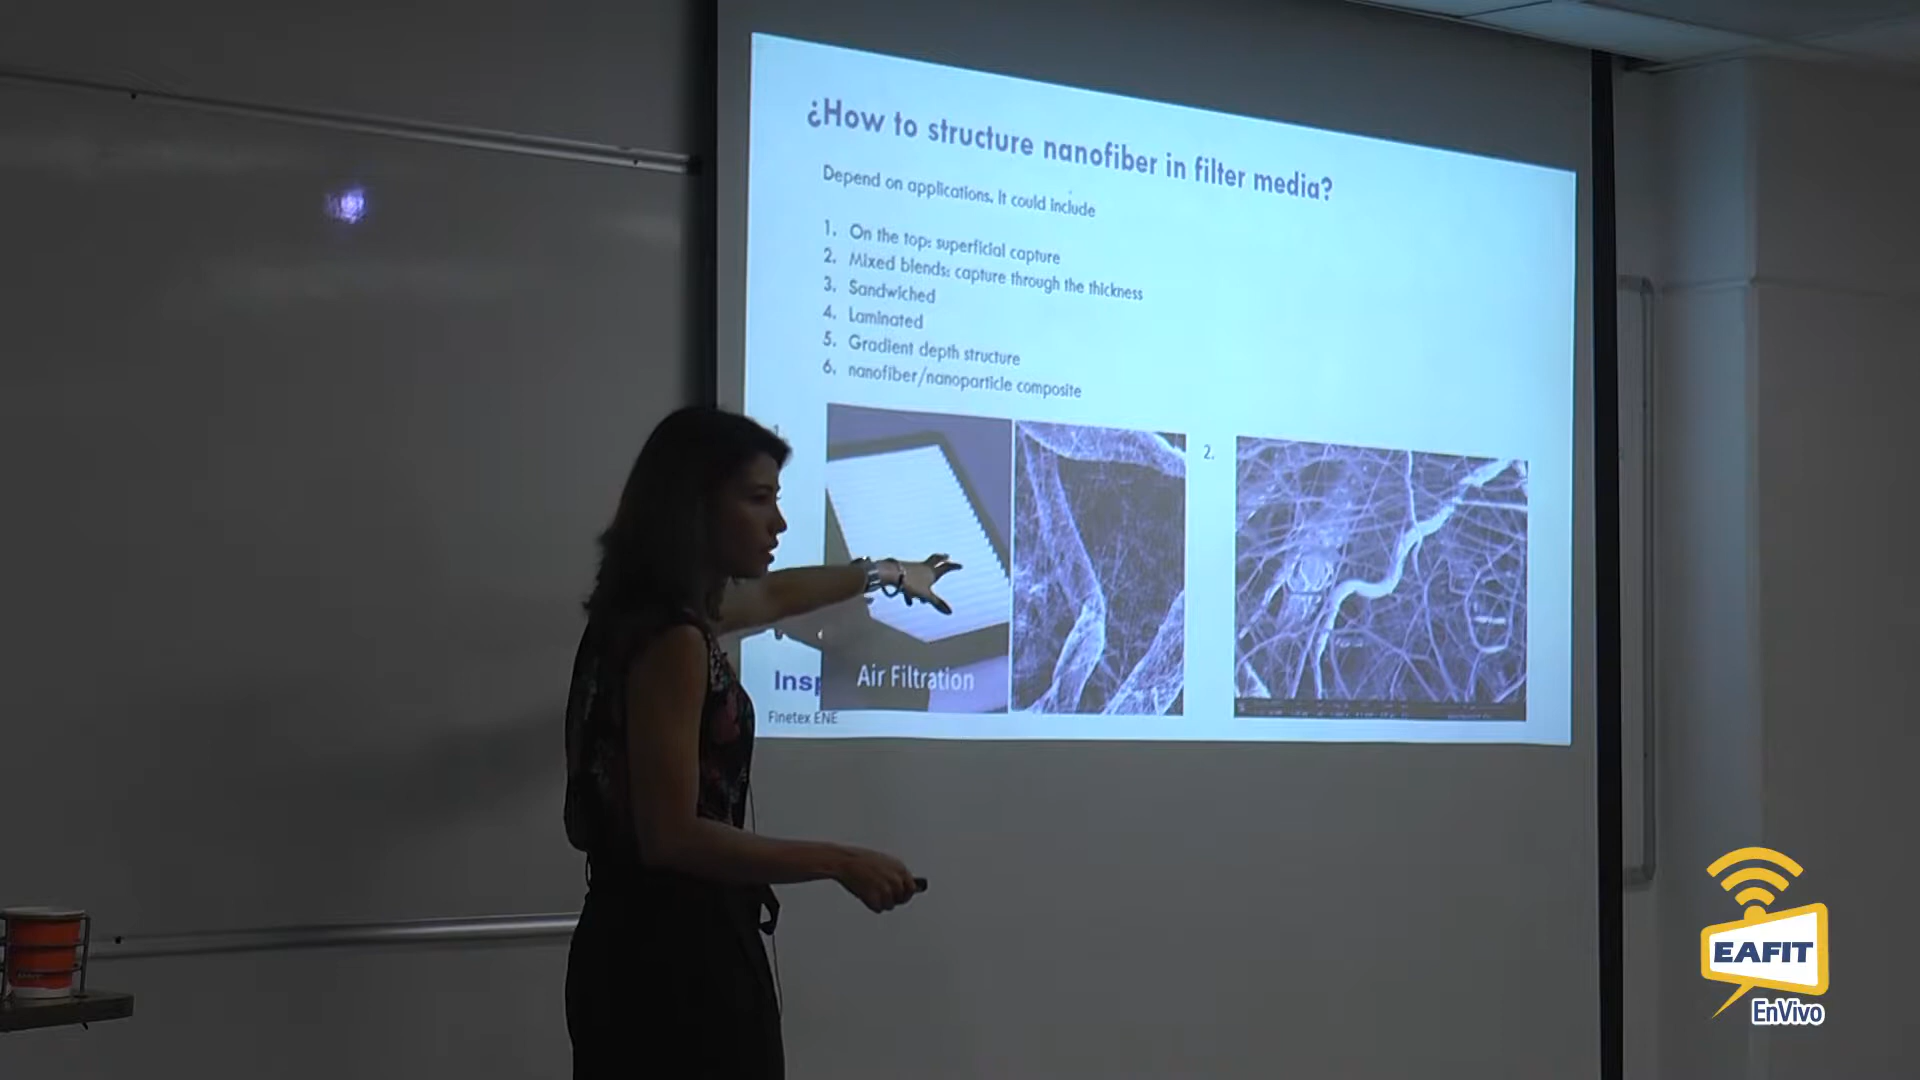 ¿How to structure nanofiber in filter media?
Depend on applications. It could include
1. On the top: superficial capture
2. Mixed blends: capture through the thickness
3. Sandwiched
4. Laminated
5. Gradient depth structure
6. nanofiber/nanoparticle composite
1.
2.
Air Filtration
Insp
Finetex ENE
EAFIT
EnVivo